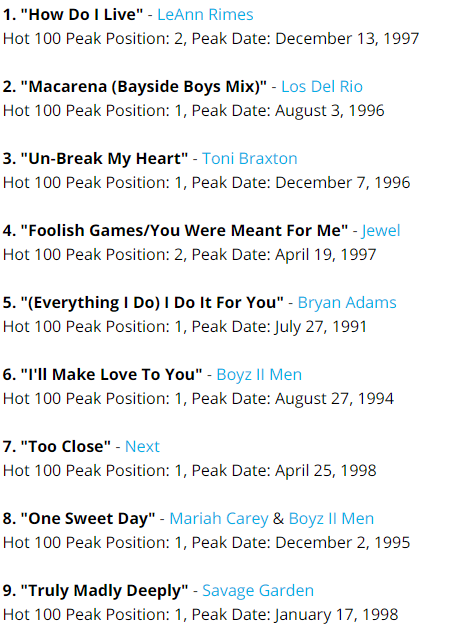 1. "How Do I Live" - LeAnn Rimes
Hot 100 Peak Position: 2, Peak Date: December 13, 1997
2. "Macarena (Bayside Boys Mix)" - Los Del Rio
Hot 100 Peak Position: 1, Peak Date: August 3, 1996
3. "Un-Break My Heart" - Toni Braxton
Hot 100 Peak Position: 1, Peak Date: December 7, 1996
4. "Foolish Games/You Were Meant For Me" - Jewel
Hot 100 Peak Position: 2, Peak Date: April 19, 1997
5. "(Everything I Do) I Do It For You" - Bryan Adams
Hot 100 Peak Position: 1, Peak Date: July 27, 1991
6. "I'll Make Love To You" - Boyz II Men
Hot 100 Peak Position: 1, Peak Date: August 27, 1994
7. "Too Close" - Next
Hot 100 Peak Position: 1, Peak Date: April 25, 1998
8. "One Sweet Day" - Mariah Carey & Boyz II Men
Hot 100 Peak Position: 1, Peak Date: December 2, 1995
9. "Truly Madly Deeply" - Savage Garden
Hot 100 Peak Position: 1, Peak Date: January 17, 1998